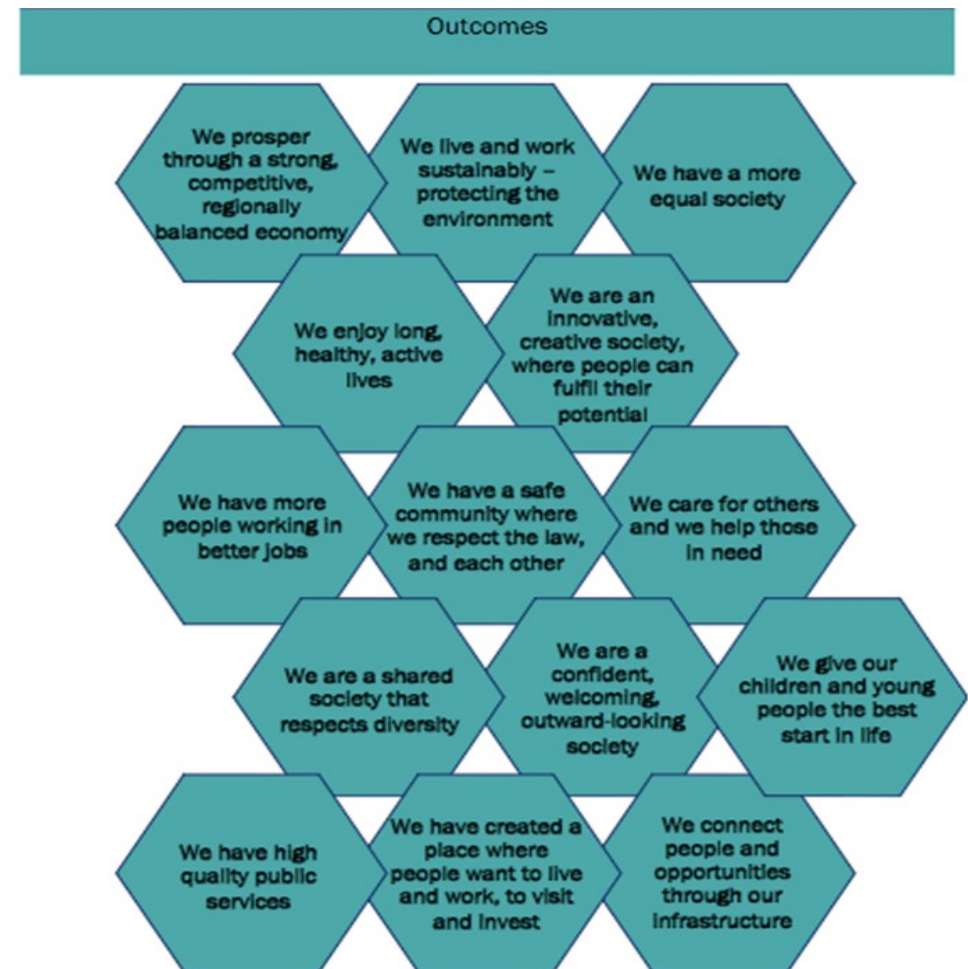 Outcomes
We prosper
through a strong,
competitive,
regionally
balanced economy
We live and work
sustainably –
protecting the
environment
We have a more
equal society
We enjoy long,
healthy, active
lives
We are an
innovative,
creative society,
where people can
fulfil their
potential
We have more
people working in
better jobs
We have a safe
community where
we respect the law,
and each other
We care for others
and we help those
in need
We are a shared
society that
respects diversity
We are a
confident,
welcoming,
outward-looking
society
We give our
children and young
people the best
start in life
We have high
quality public
services
We have created a
place where
people want to live
and work, to visit
and invest
We connect
people and
opportunities
through our
infrastructure